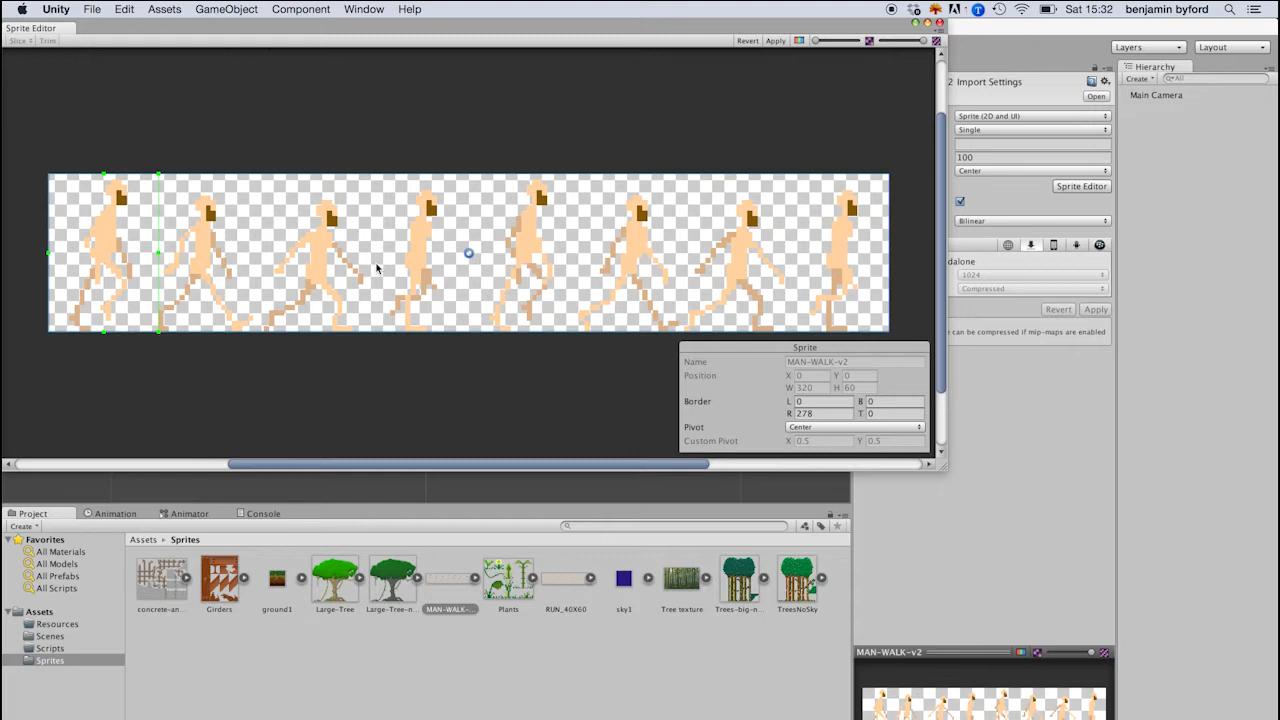 Unity File Edit Assets GameObject Component Window Help Sat 15:32 benjamin byford
Sprite Editor
Slice Trim Revert Apply
Layers Layout
Hierarchy
Create All
Main Camera
2 Import Settings
Open
Sprite (2D and UI)
Single
100
Center
Sprite Editor
Bilinear
dalone
1024
Compressed
Revert Apply
e can be compressed if mip-maps are enabled
Sprite
Name MAN-WALK-v2
Position X 0 Y 0
W 320 H 60
Border L 0 B 0
R 278 T 0
Pivot Center
Custom Pivot X 0.5 Y 0.5
Project Animation Animator Console
Create
Favorites
All Materials
All Models
All Prefabs
All Scripts
Assets
Resources
Scenes
Scripts
Sprites
Assets Sprites
concrete-an... Girders ground1 Large-Tree Large-Tree-n... MAN-WALK-... Plants RUN_40X60 sky1 Tree texture Trees-big-n... TreesNoSky
MAN-WALK-v2